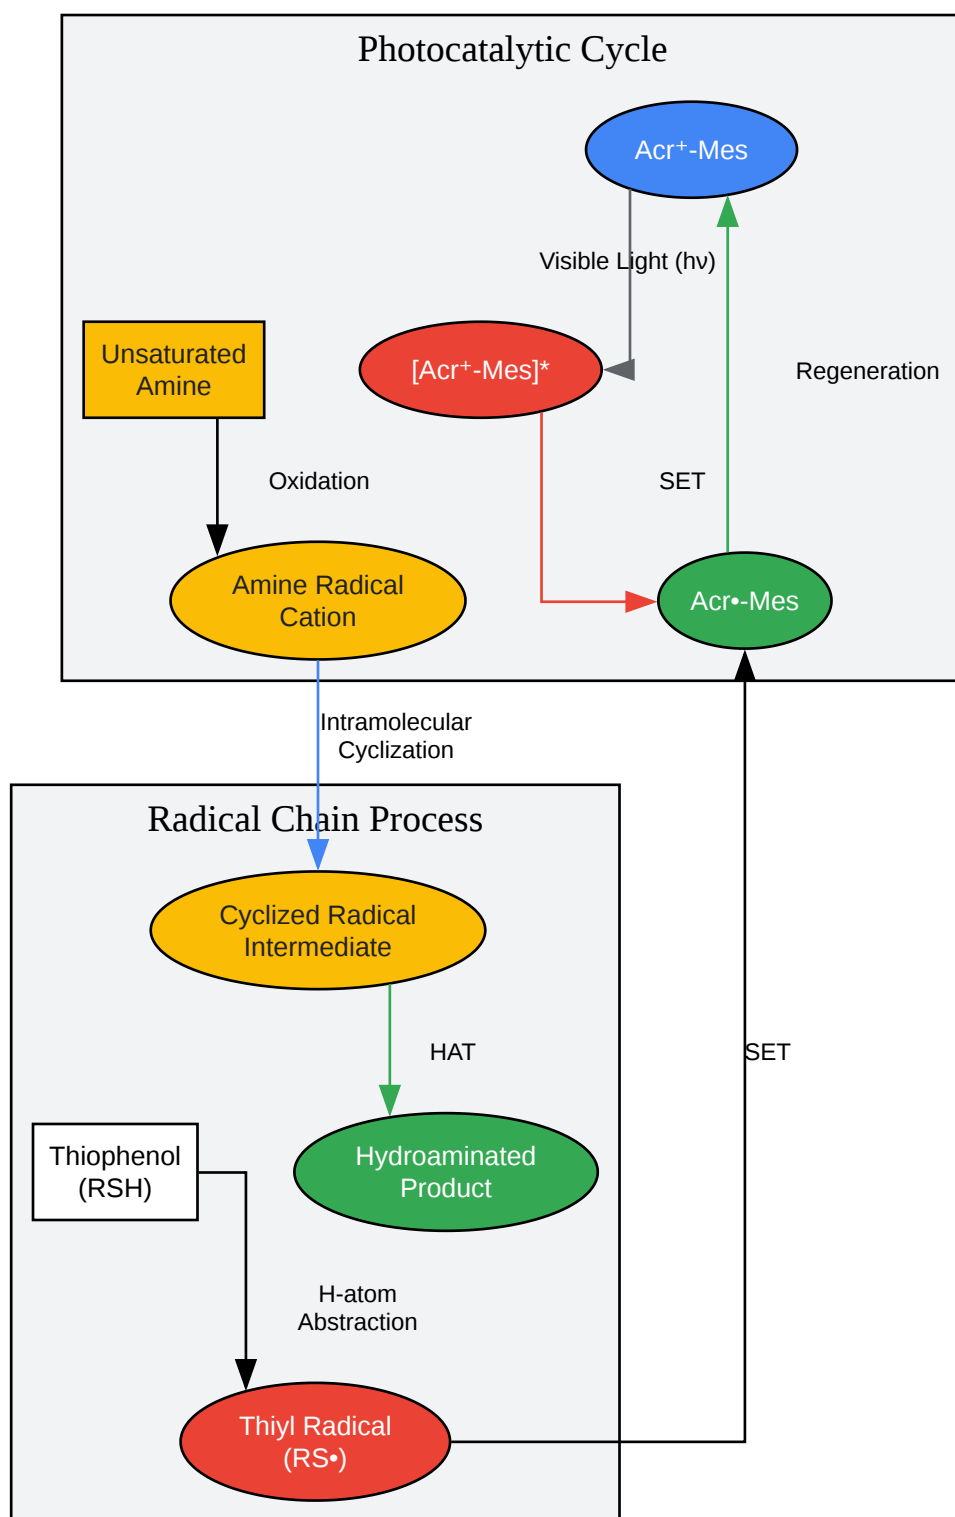 Photocatalytic Cycle
Acr⁺-Mes
Visible Light (hν)
Unsaturated
Amine
[Acr⁺-Mes]*
Regeneration
Oxidation
SET
Amine Radical
Cation
Acr•-Mes
Intramolecular
Cyclization
Radical Chain Process
Cyclized Radical
Intermediate
HAT
SET
Thiophenol
(RSH)
Hydroaminated
Product
H-atom
Abstraction
Thiyl Radical
(RS•)